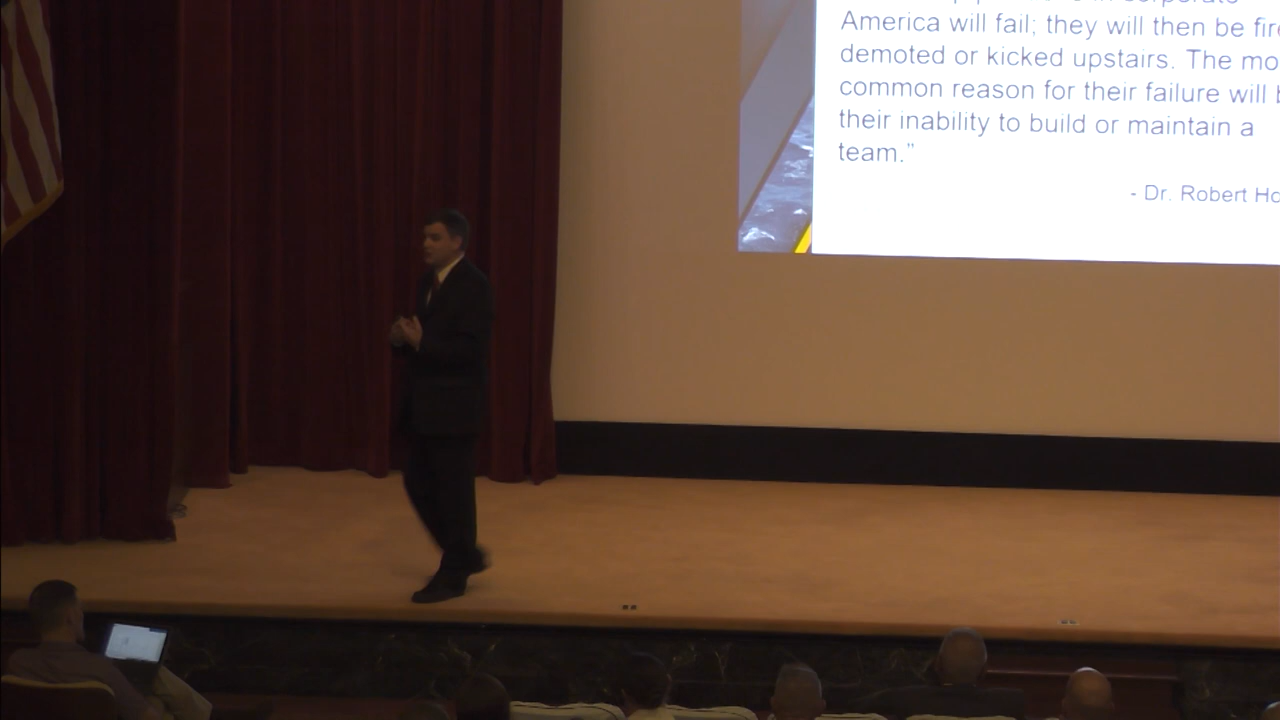 America will fail; they will then be
demoted or kicked upstairs. The
common reason for their failure will
their inability to build or maintain a
team."
- Dr. Robert